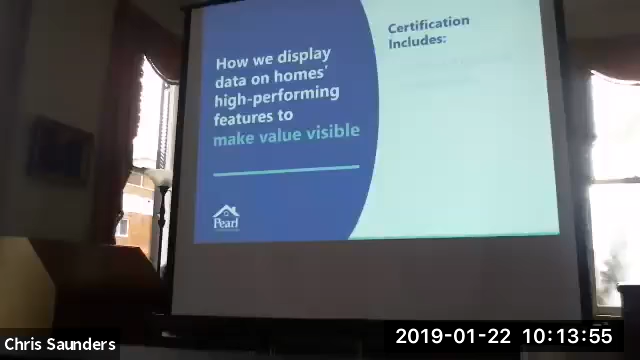 How we display
data on homes'
high-performing
features to
make value visible
Certification
Includes:
Pearl
2019-01-22 10:13:55
Chris Saunders